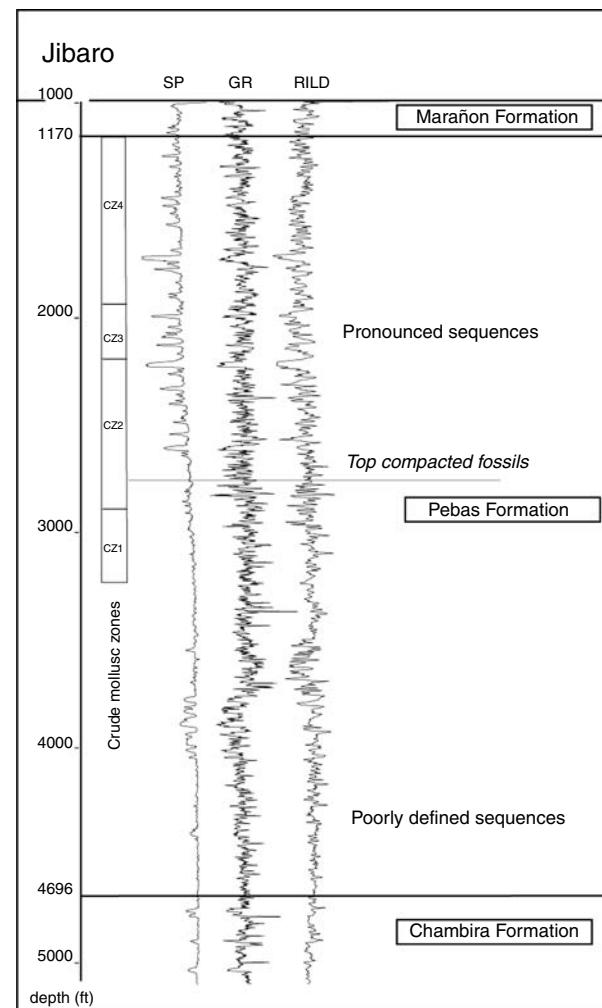 Jibaro
SP GR RILD
1000
Marañon Formation
1170
CZ4
2000
Pronounced sequences
CZ3
CZ2
Top compacted fossils
Pebas Formation
3000
CZ1
Crude mollusc zones
4000
Poorly defined sequences
4696
Chambira Formation
5000
depth (ft)